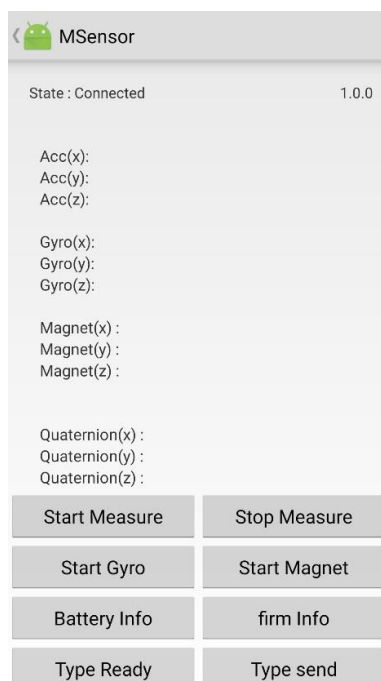 MSensor
State : Connected 1.0.0
Acc(x):
Acc(y):
Acc(z):
Gyro(x):
Gyro(y):
Gyro(z):
Magnet(x) :
Magnet(y) :
Magnet(z) :
Quaternion(x) :
Quaternion(y) :
Quaternion(z) :
Start Measure Stop Measure
Start Gyro Start Magnet
Battery Info firm Info
Type Ready Type send